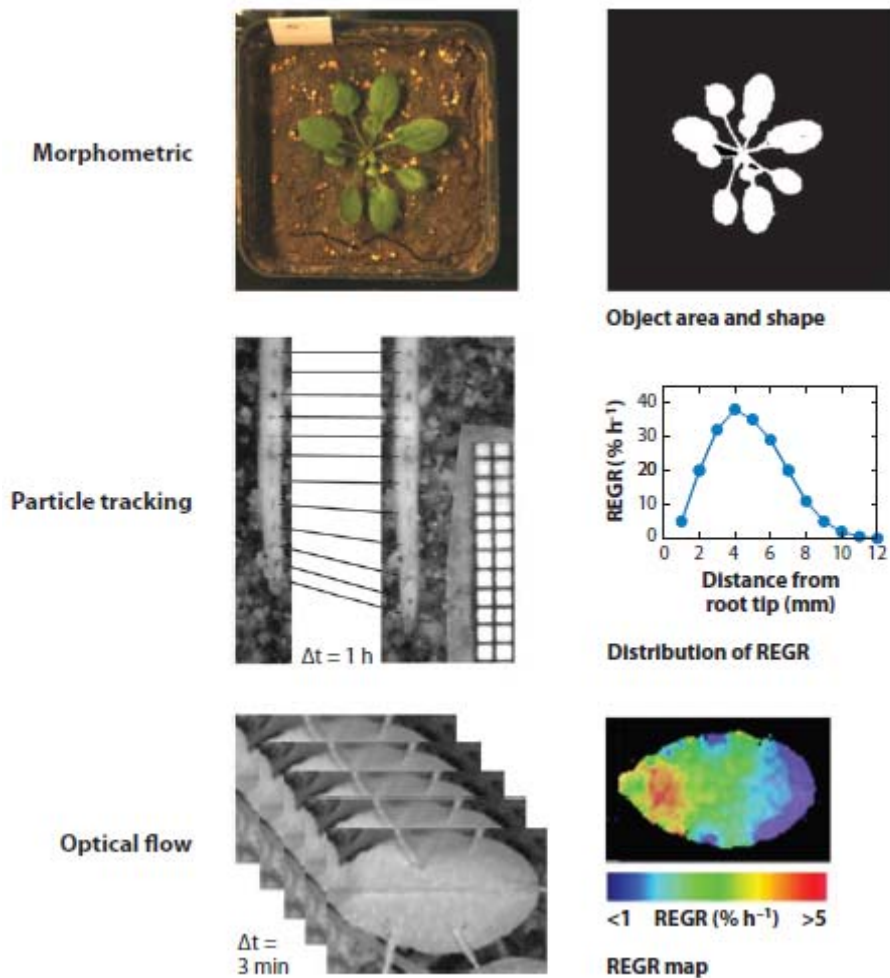 Morphometric
Object area and shape
Particle tracking
Δt = 1 h
REGR (% h⁻¹)
40
30
20
10
0
0 2 4 6 8 10 12
Distance from
root tip (mm)
Distribution of REGR
Optical flow
Δt =
3 min
<1 REGR (% h⁻¹) >5
REGR map